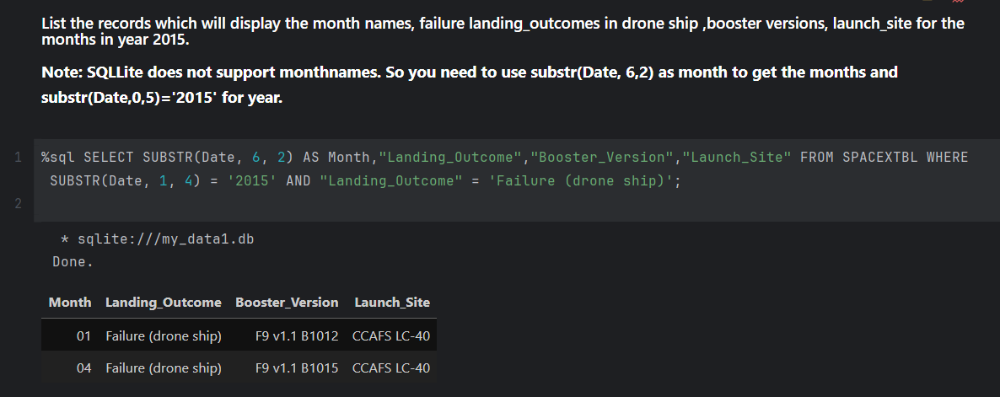 List the records which will display the month names, failure landing_outcomes in drone ship ,booster versions, launch_site for the
months in year 2015.
Note: SQLLite does not support monthnames. So you need to use substr(Date, 6,2) as month to get the months and
substr(Date,0,5)='2015' for year.
1 %sql SELECT SUBSTR(Date, 6, 2) AS Month,"Landing_Outcome","Booster_Version","Launch_Site" FROM SPACEXTBL WHERE
SUBSTR(Date, 1, 4) = '2015' AND "Landing_Outcome" = 'Failure (drone ship)';
2
* sqlite:///my_data1.db
Done.
Month Landing_Outcome Booster_Version Launch_Site
01 Failure (drone ship) F9 v1.1 B1012 CCAFS LC-40
04 Failure (drone ship) F9 v1.1 B1015 CCAFS LC-40